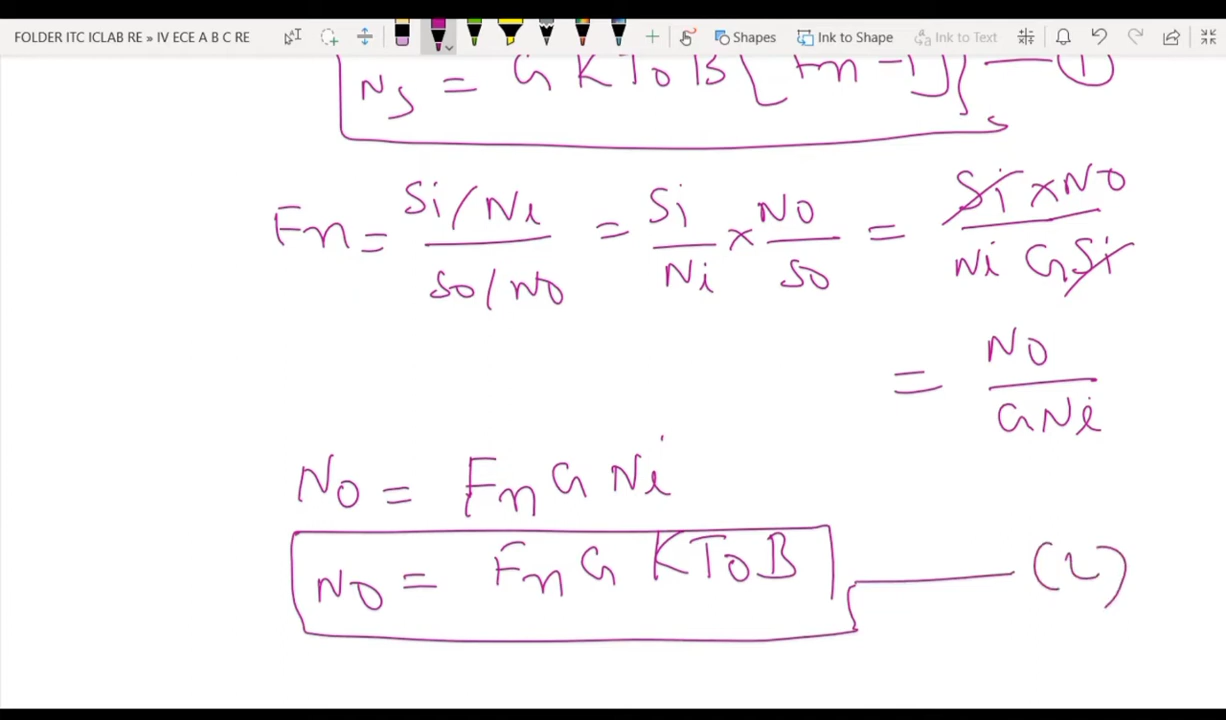 FOLDER ITC ICLAB RE » IV ECE A B C RE Shapes Ink to Shape Ink to Text
Ns = G K To B [Fn -1]} — 1
Fn = Si/Ni / So/No = Si/Ni × No/So = Si × No / Ni G Si
= No / G Ni
No = Fn G Ni
No = Fn G K To B — (2)